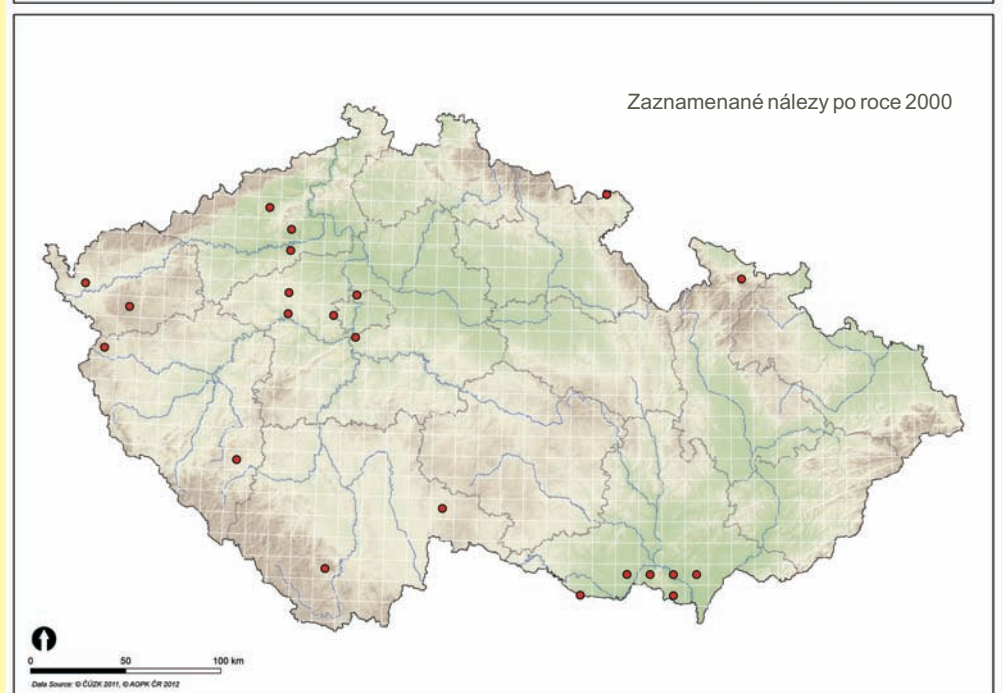 Zaznamenané nálezy po roce 2000
0 50 100 km
Data Source: © ČÚZK 2011, © AOPK ČR 2012